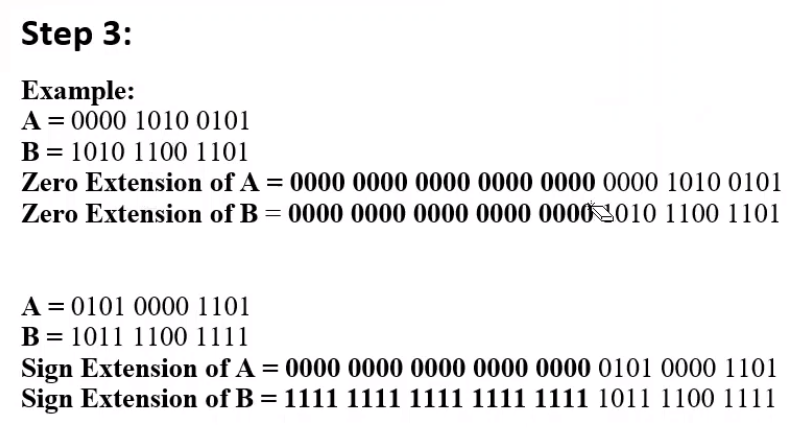 Step 3:
Example:
A = 0000 1010 0101
B = 1010 1100 1101
Zero Extension of A = 0000 0000 0000 0000 0000 0000 1010 0101
Zero Extension of B = 0000 0000 0000 0000 0000 1010 1100 1101
A = 0101 0000 1101
B = 1011 1100 1111
Sign Extension of A = 0000 0000 0000 0000 0000 0101 0000 1101
Sign Extension of B = 1111 1111 1111 1111 1111 1011 1100 1111